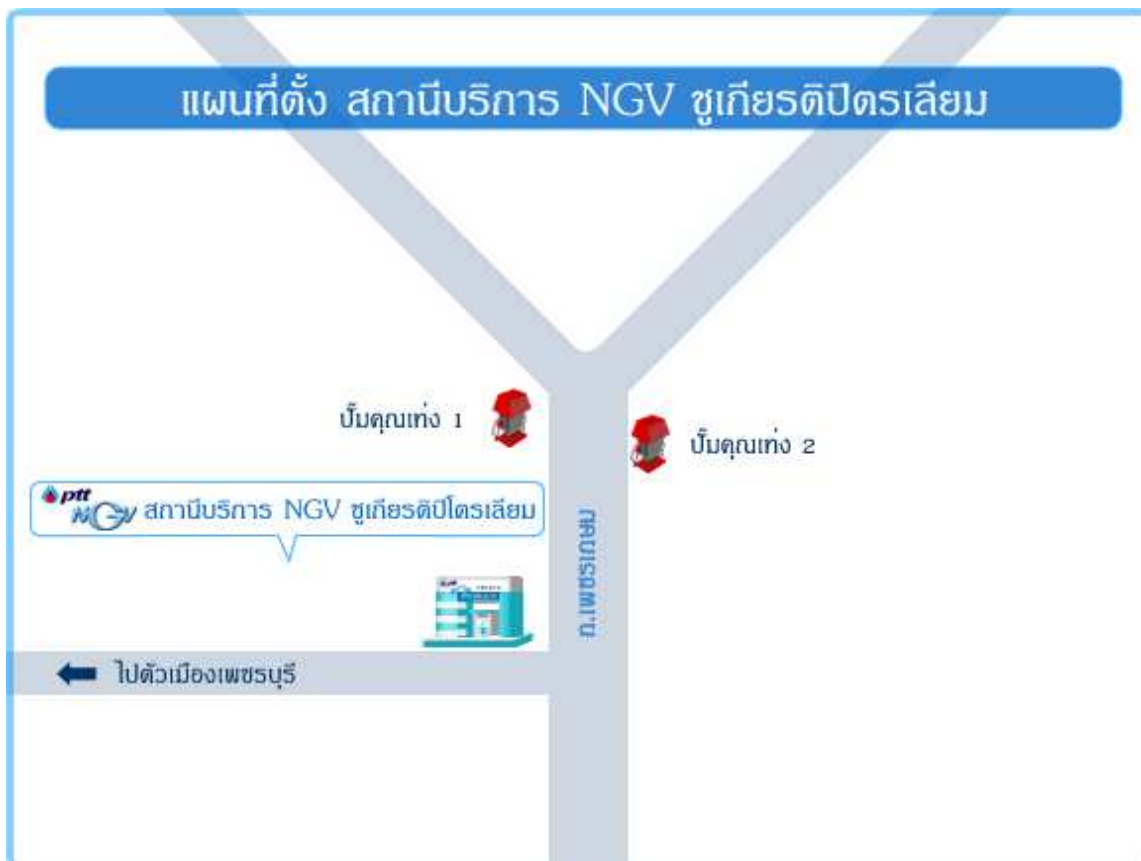 แผนที่ตั้ง สถานีบริการ NGV ชูเกียรติปิตรเลียม
ปั๊มคุณเท่ง 1
ปั๊มคุณเท่ง 2
ptt
NGV สถานีบริการ NGV ชูเกียรติปิโตรเลียม
ถ.เพชรเกษม
ไปตัวเมืองเพชรบุรี